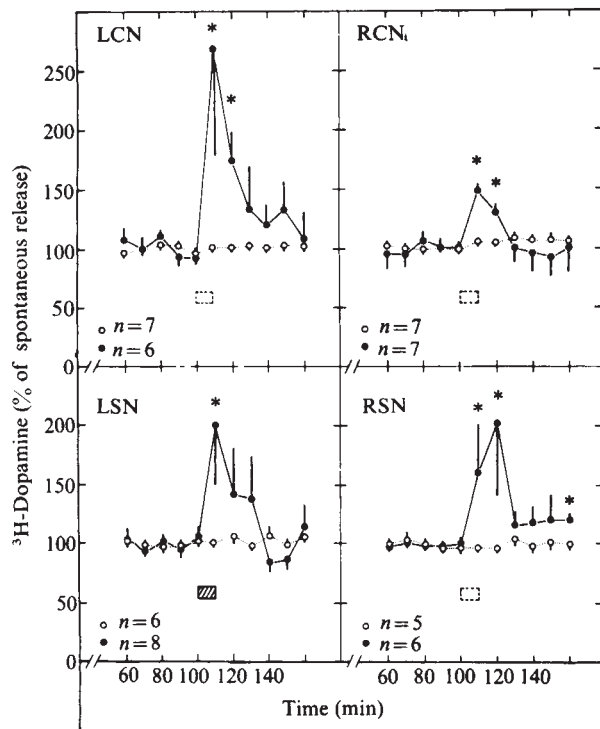 LCN
RCN
250
200
150
100
50
0
n=7
n=6
n=7
n=7
LSN
RSN
200
150
100
50
0
n=6
n=8
n=5
n=6
60 80 100 120 140
60 80 100 120 140
Time (min)
³H-Dopamine (% of spontaneous release)